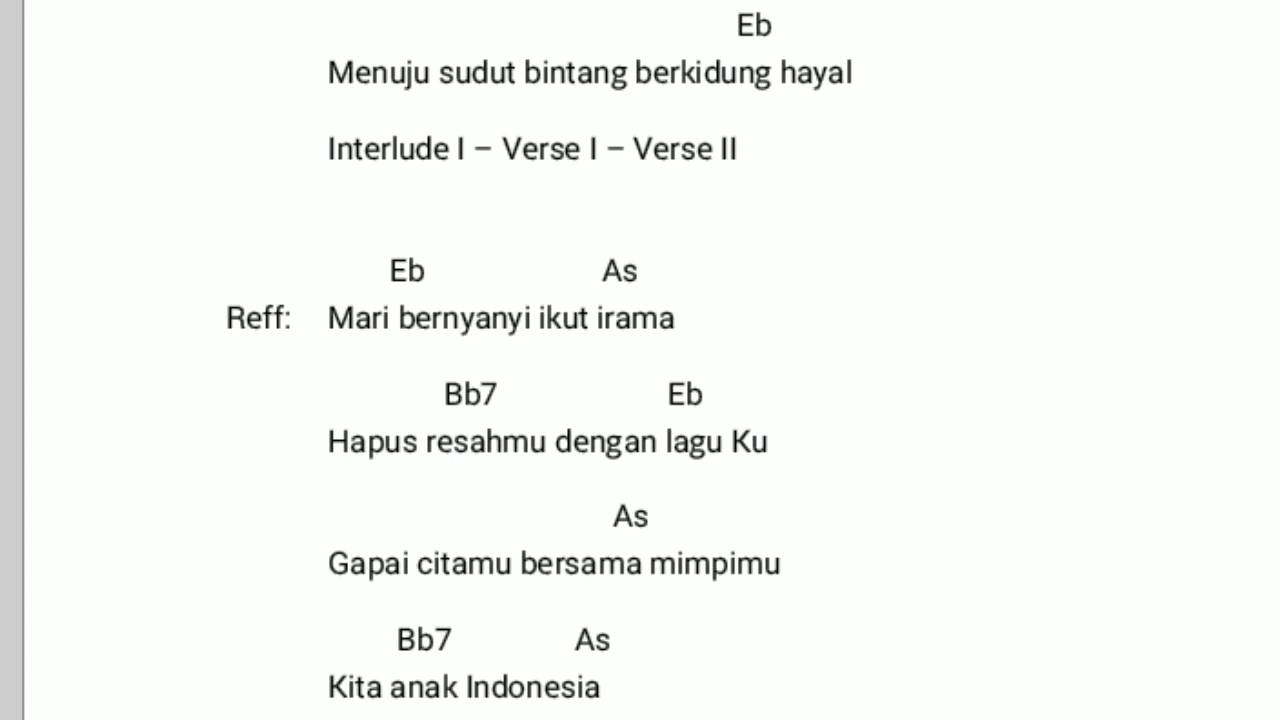 Eb
Menuju sudut bintang berkidung hayal
Interlude I – Verse I – Verse II
Eb As
Reff: Mari bernyanyi ikut irama
Bb7 Eb
Hapus resahmu dengan lagu Ku
As
Gapai citamu bersama mimpimu
Bb7 As
Kita anak Indonesia